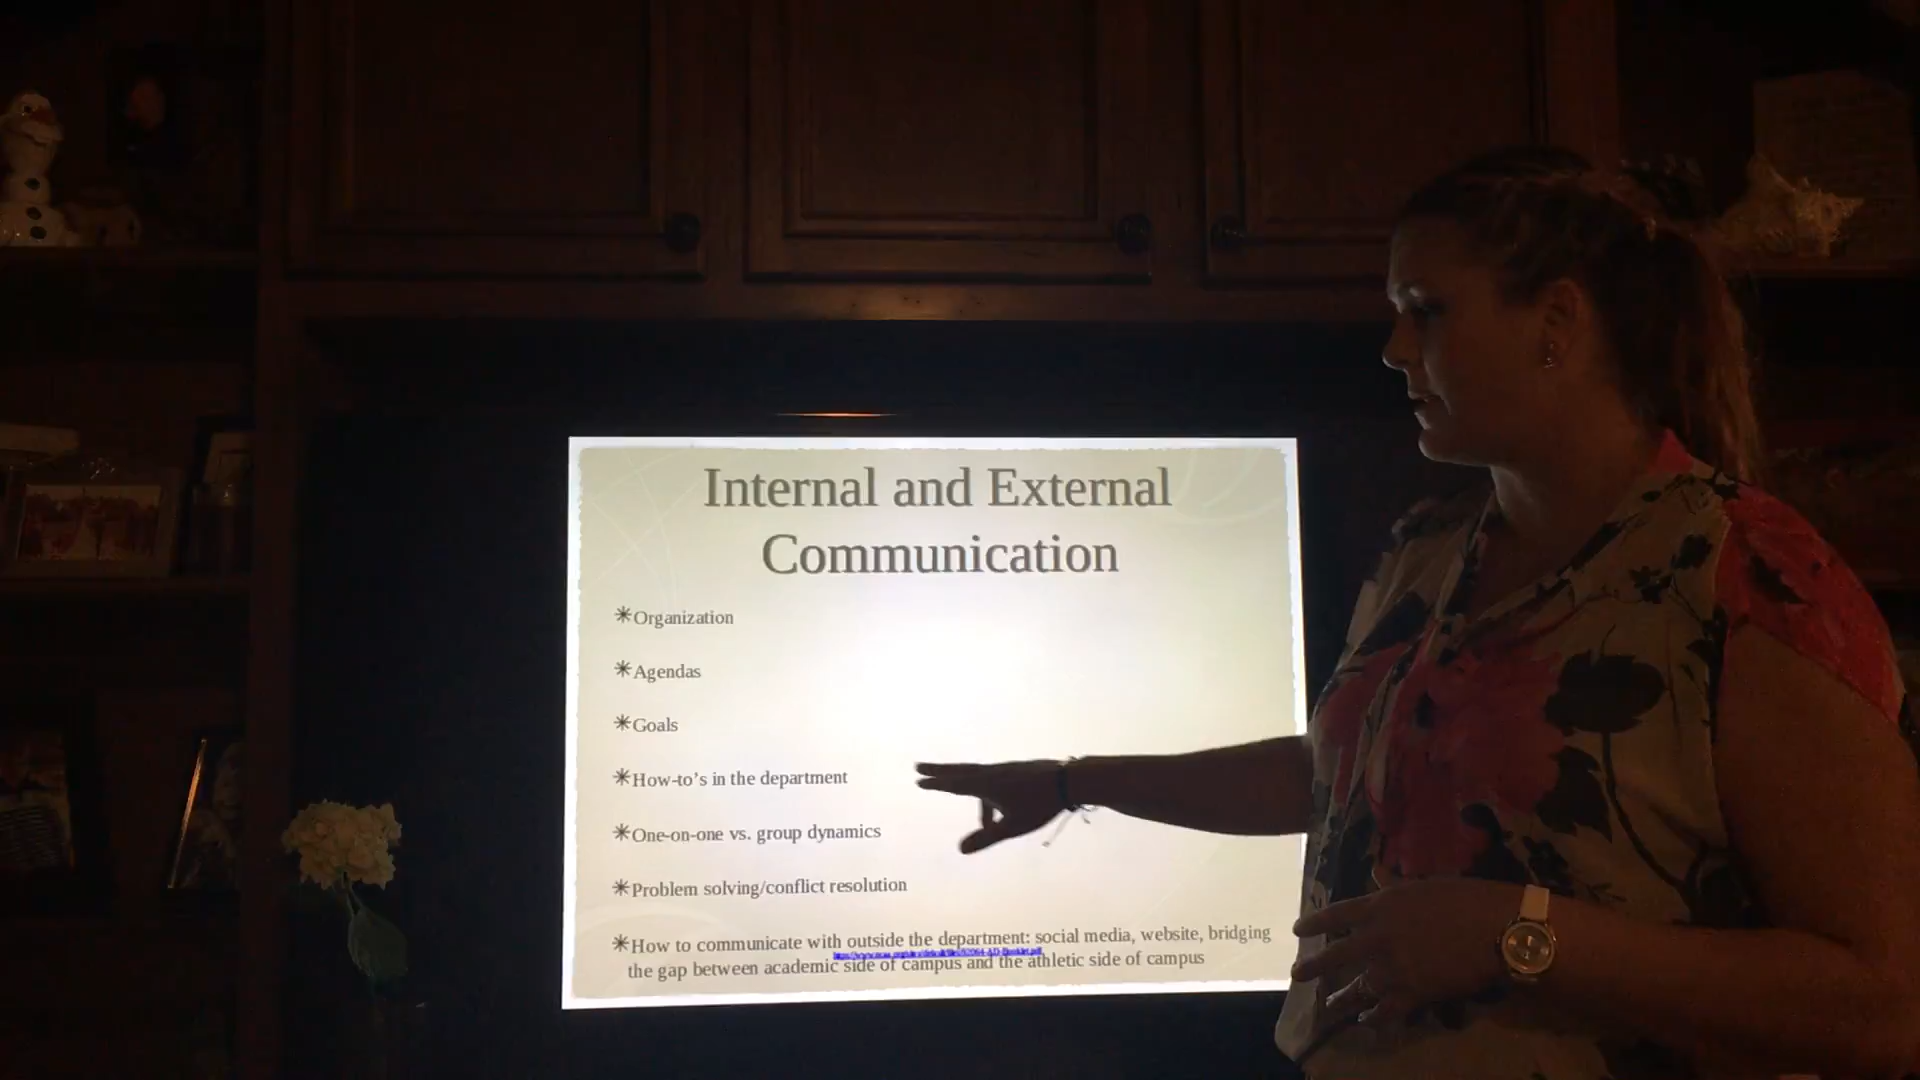 Internal and External
Communication
✳Organization
✳Agendas
✳Goals
✳How-to’s in the department
✳One-on-one vs. group dynamics
✳Problem solving/conflict resolution
✳How to communicate with outside the department: social media, website, bridging
the gap between academic side of campus and the athletic side of campus